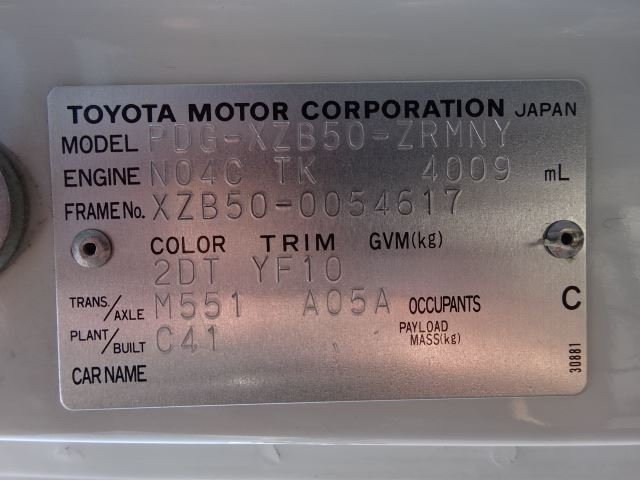 TOYOTA MOTOR CORPORATION JAPAN
MODEL PDG-XZB50-ZRMNY
ENGINE N04C TK 4009 mL
FRAME No. XZB50-0054617
COLOR TRIM GVM(kg)
2DT YF10
TRANS./AXLE M551 A05A OCCUPANTS C
PLANT/BUILT C41 PAYLOAD MASS(kg)
CAR NAME
30881